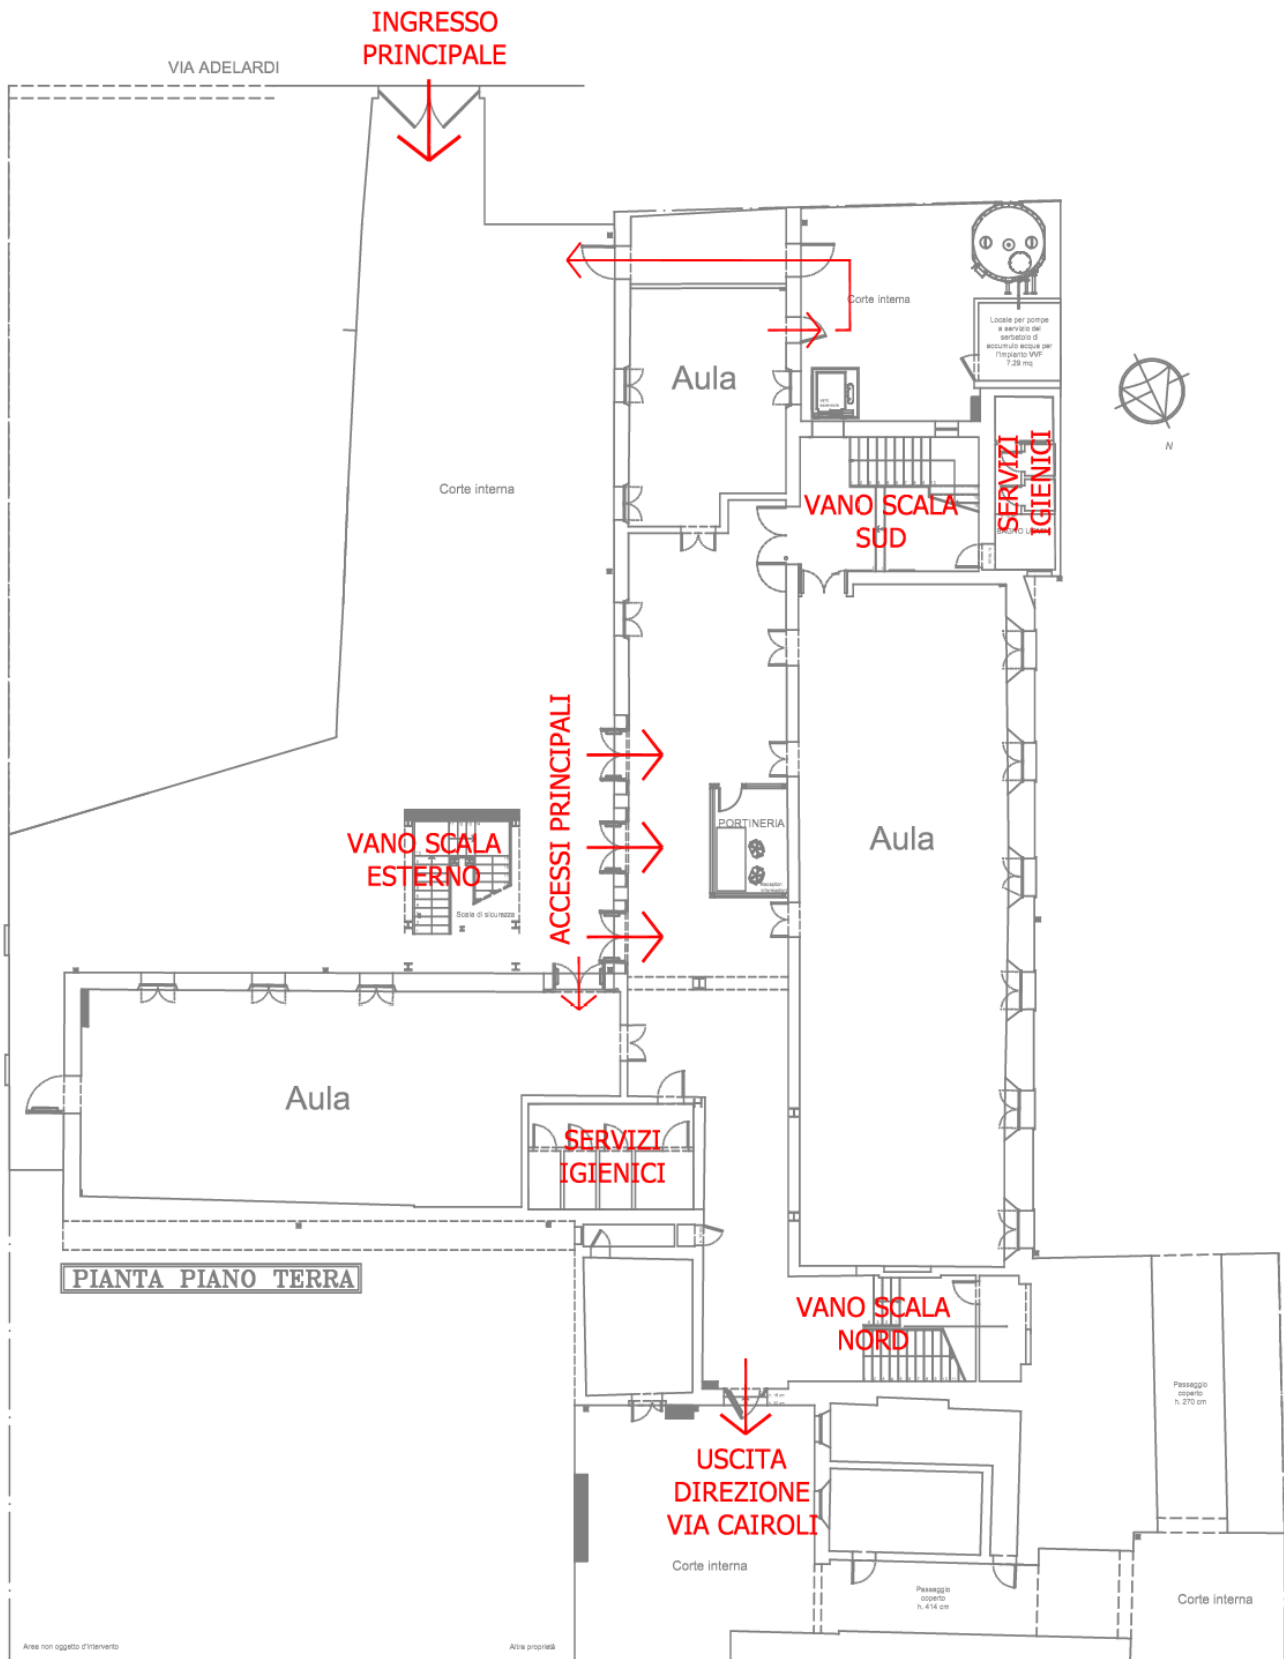 INGRESSO
PRINCIPALE
VIA ADELARDI
Corte interna
Locale per pompe
a servizio del
serbatoio di
accumulo acqua per
l'impianto VVF
7.29 mq
Aula
N
SERVIZI
IGIENICI
Corte interna
VANO SCALA
SUD
ACCESSI PRINCIPALI
PORTINERIA
Aula
VANO SCALA
ESTERNO
Scala di sicurezza
Aula
SERVIZI
IGIENICI
PIANTA PIANO TERRA
VANO SCALA
NORD
Passaggio
coperto
h. 270 cm
USCITA
DIREZIONE
VIA CAIROLI
Corte interna
Passaggio
coperto
h. 414 cm
Corte interna
Area non oggetto d'intervento
Altra proprietà